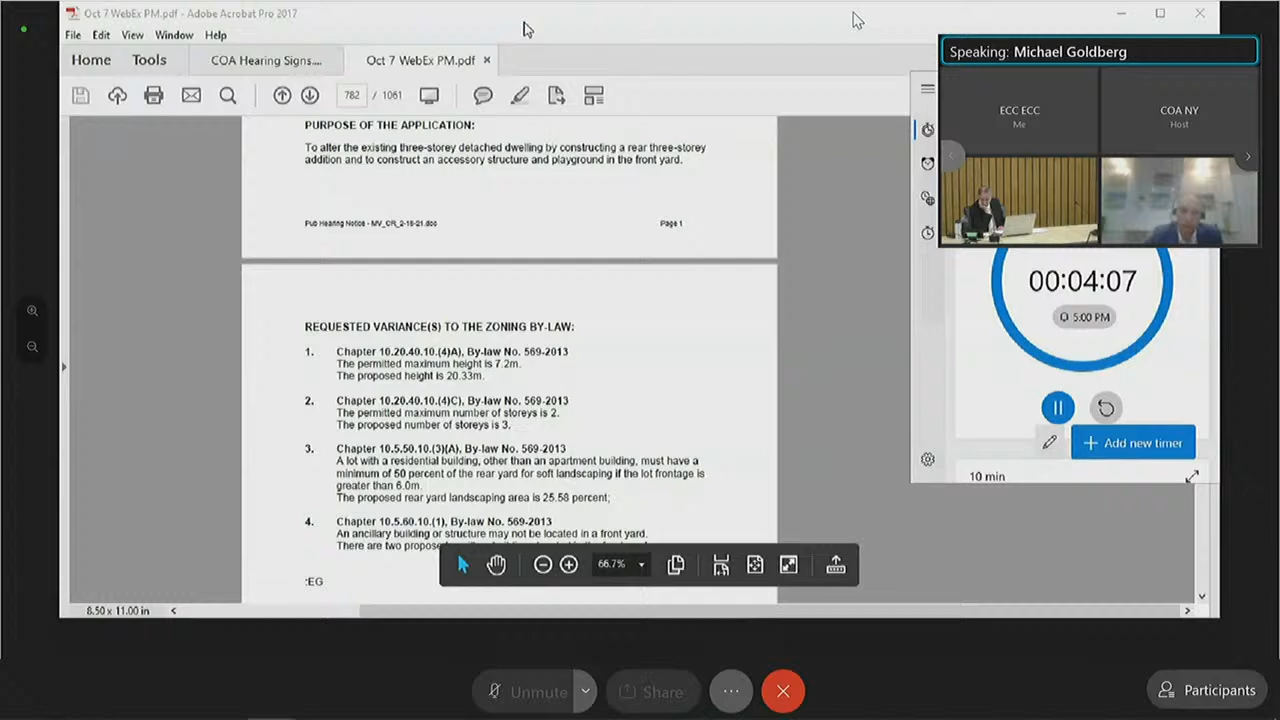 Oct 7 WebEx PM.pdf - Adobe Acrobat Pro 2017
File Edit View Window Help
Home Tools COA Hearing Signs.... Oct 7 WebEx PM.pdf ×
782 / 1061
PURPOSE OF THE APPLICATION:
To alter the existing three-storey detached dwelling by constructing a rear three-storey
addition and to construct an accessory structure and playground in the front yard.
Pub Hearing Notice - MV_CR_2-18-21.doc Page 1
REQUESTED VARIANCE(S) TO THE ZONING BY-LAW:
1. Chapter 10.20.40.10.(4)A), By-law No. 569-2013
The permitted maximum height is 7.2m.
The proposed height is 20.33m.
2. Chapter 10.20.40.10.(4)C), By-law No. 569-2013
The permitted maximum number of storeys is 2.
The proposed number of storeys is 3.
3. Chapter 10.5.50.10.(3)(A), By-law No. 569-2013
A lot with a residential building, other than an apartment building, must have a
minimum of 50 percent of the rear yard for soft landscaping if the lot frontage is
greater than 6.0m.
The proposed rear yard landscaping area is 25.58 percent;
4. Chapter 10.5.60.10.(1), By-law No. 569-2013
An ancillary building or structure may not be located in a front yard.
There are two
:EG
66.7%
8.50 x 11.00 in
Speaking: Michael Goldberg
ECC ECC
Me
COA NY
Host
00:04:07
5:00 PM
Add new timer
10 min
Unmute Share
Participants